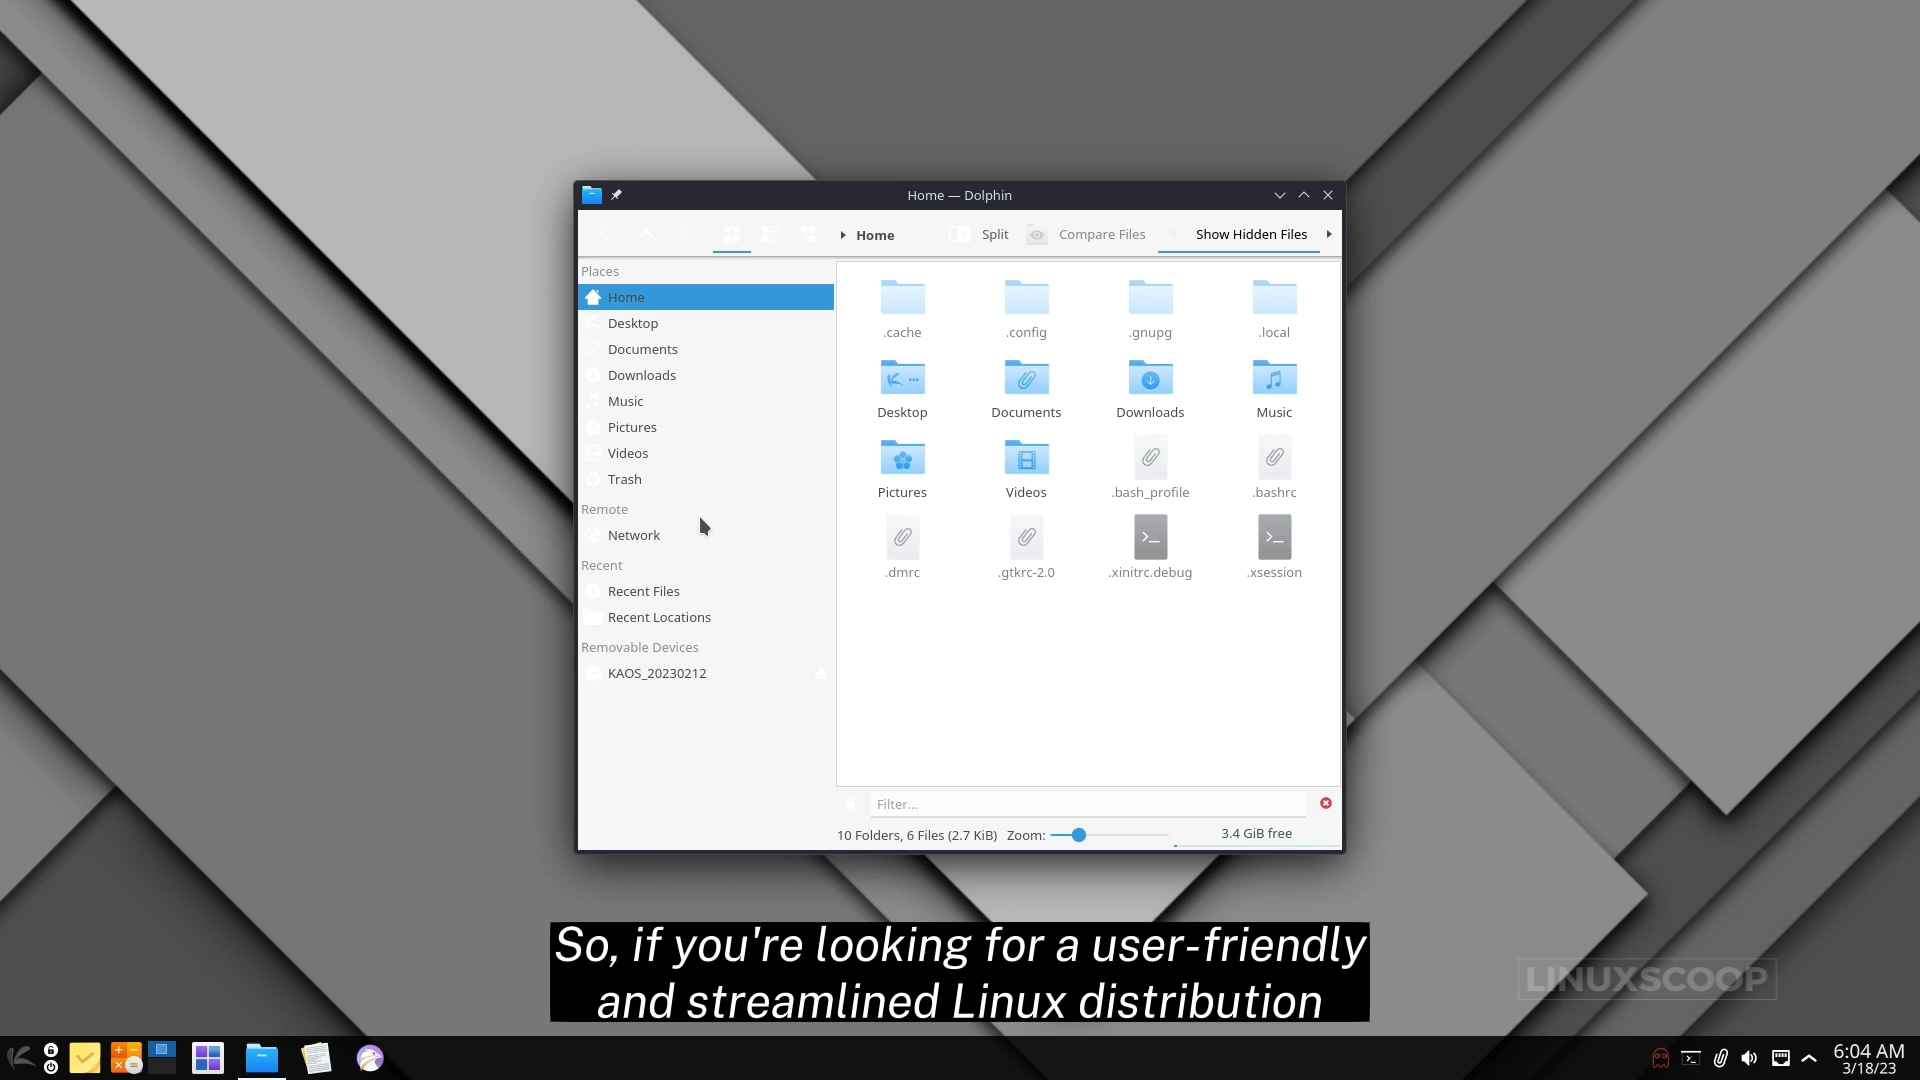 Home — Dolphin
Home
Split
Compare Files
Show Hidden Files
Places
Home
Desktop
Documents
Downloads
Music
Pictures
Videos
Trash
Remote
Network
Recent
Recent Files
Recent Locations
Removable Devices
KAOS_20230212
.cache
.config
.gnupg
.local
Desktop
Documents
Downloads
Music
Pictures
Videos
.bash_profile
.bashrc
.dmrc
.gtkrc-2.0
.xinitrc.debug
.xsession
Filter...
10 Folders, 6 Files (2.7 KiB)
Zoom:
3.4 GiB free
So, if you're looking for a user-friendly
and streamlined Linux distribution
LINUXSCOOP
6:04 AM
3/18/23